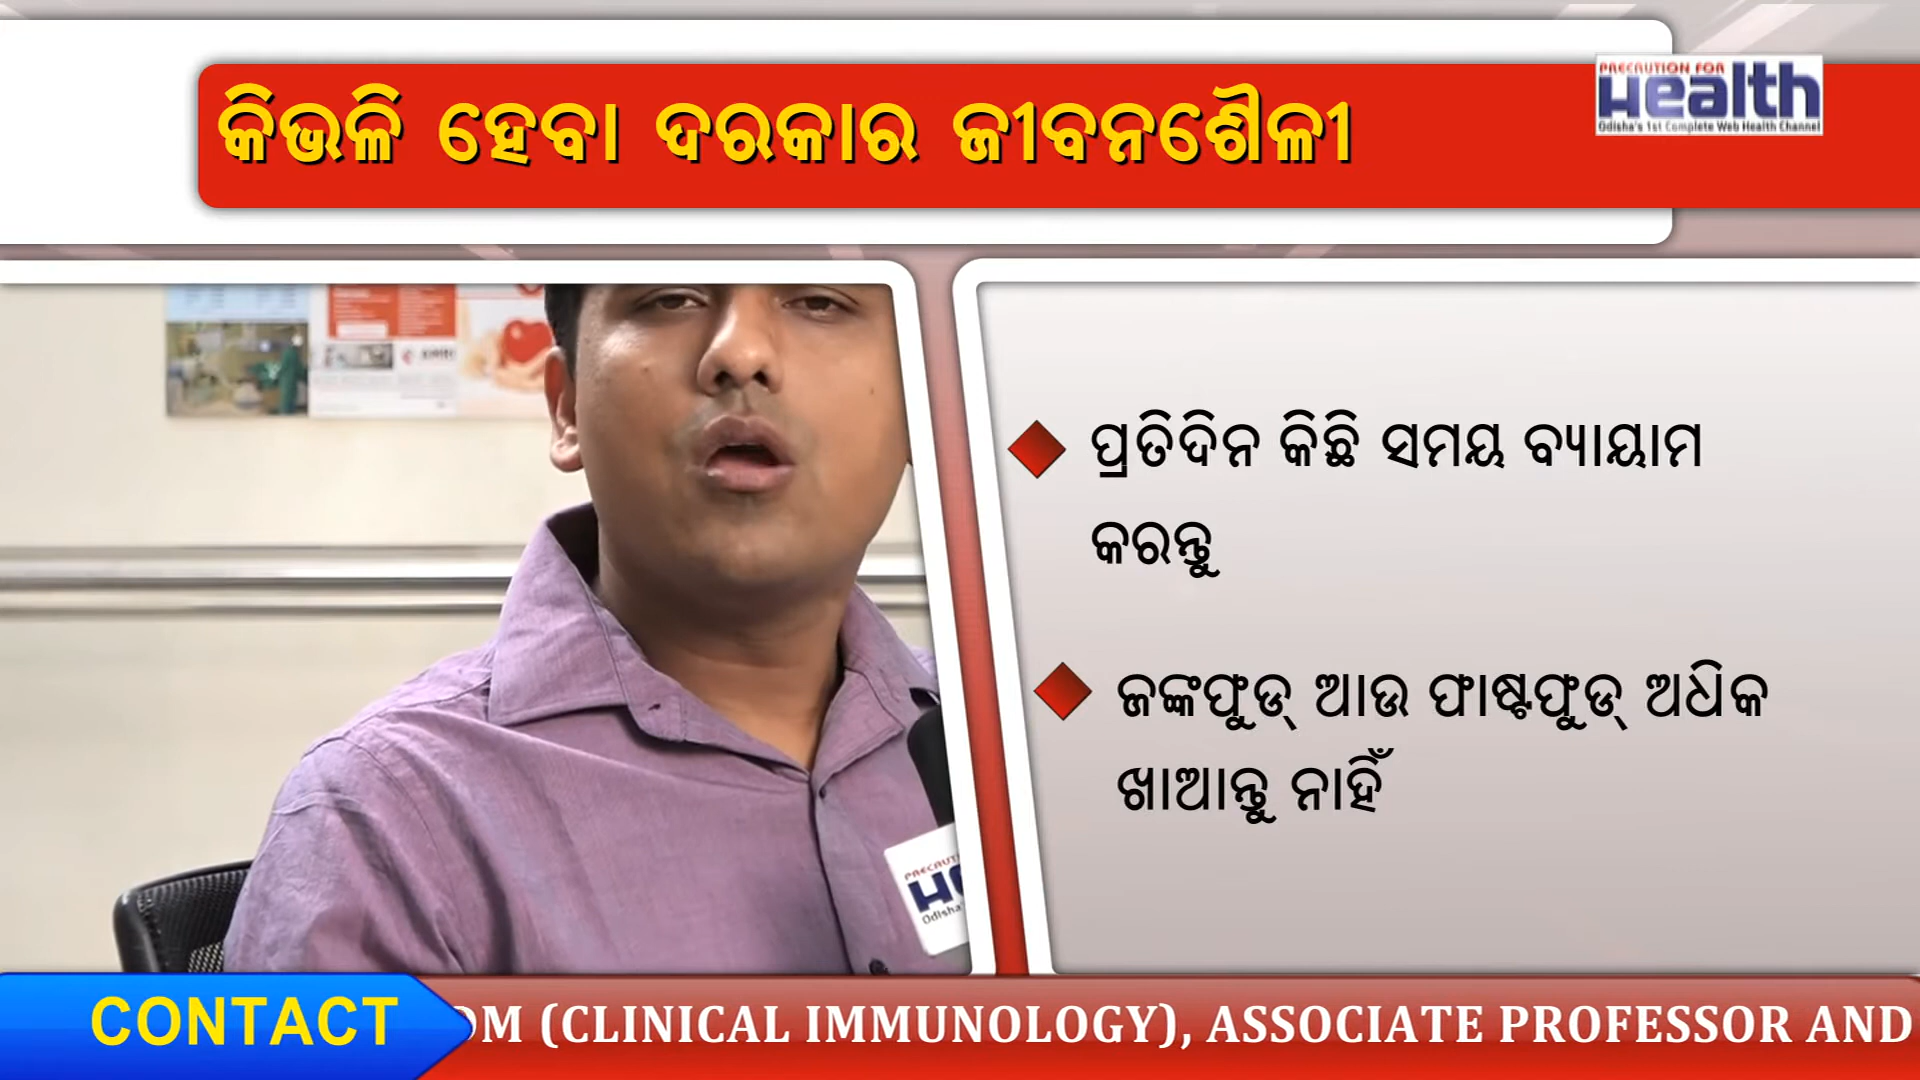 କିଭଳି ହେବା ଦରକାର ଜୀବନଶୈଳୀ
PRECAUTION FOR
Health
Odisha's 1st Complete Web Health Channel
ପ୍ରତିଦିନ କିଛି ସମୟ ବ୍ୟାୟାମ
କରନ୍ତୁ
ଜଙ୍କଫୁଡ୍ ଆଉ ଫାଷ୍ଟଫୁଡ୍ ଅଧିକ
ଖାଆନ୍ତୁ ନାହିଁ
CONTACT
DM (CLINICAL IMMUNOLOGY), ASSOCIATE PROFESSOR AND